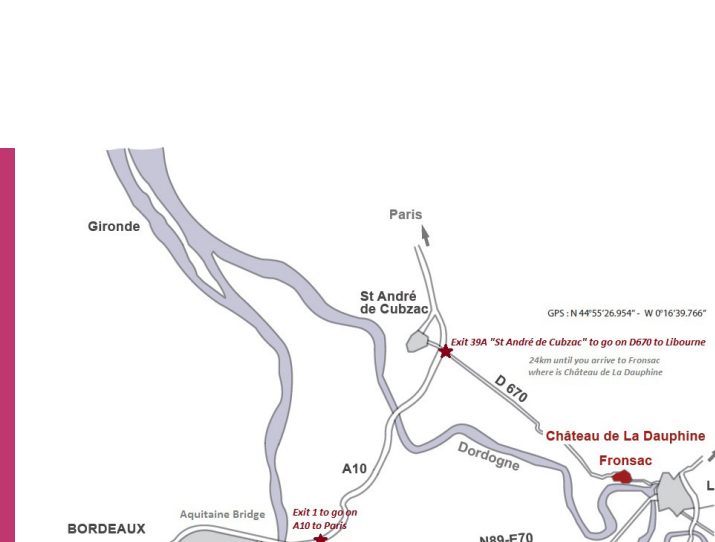 Paris
Gironde
St André
de Cubzac
GPS : N 44°55'26.954" - W 0°16'39.766"
Exit 39A "St André de Cubzac" to go on D670 to Libourne
24km until you arrive to Fronsac
where is Château de La Dauphine
D 670
Château de La Dauphine
Dordogne
Fronsac
A10
L
Exit 1 to go on
A10 to Paris
Aquitaine Bridge
BORDEAUX
N89-E70